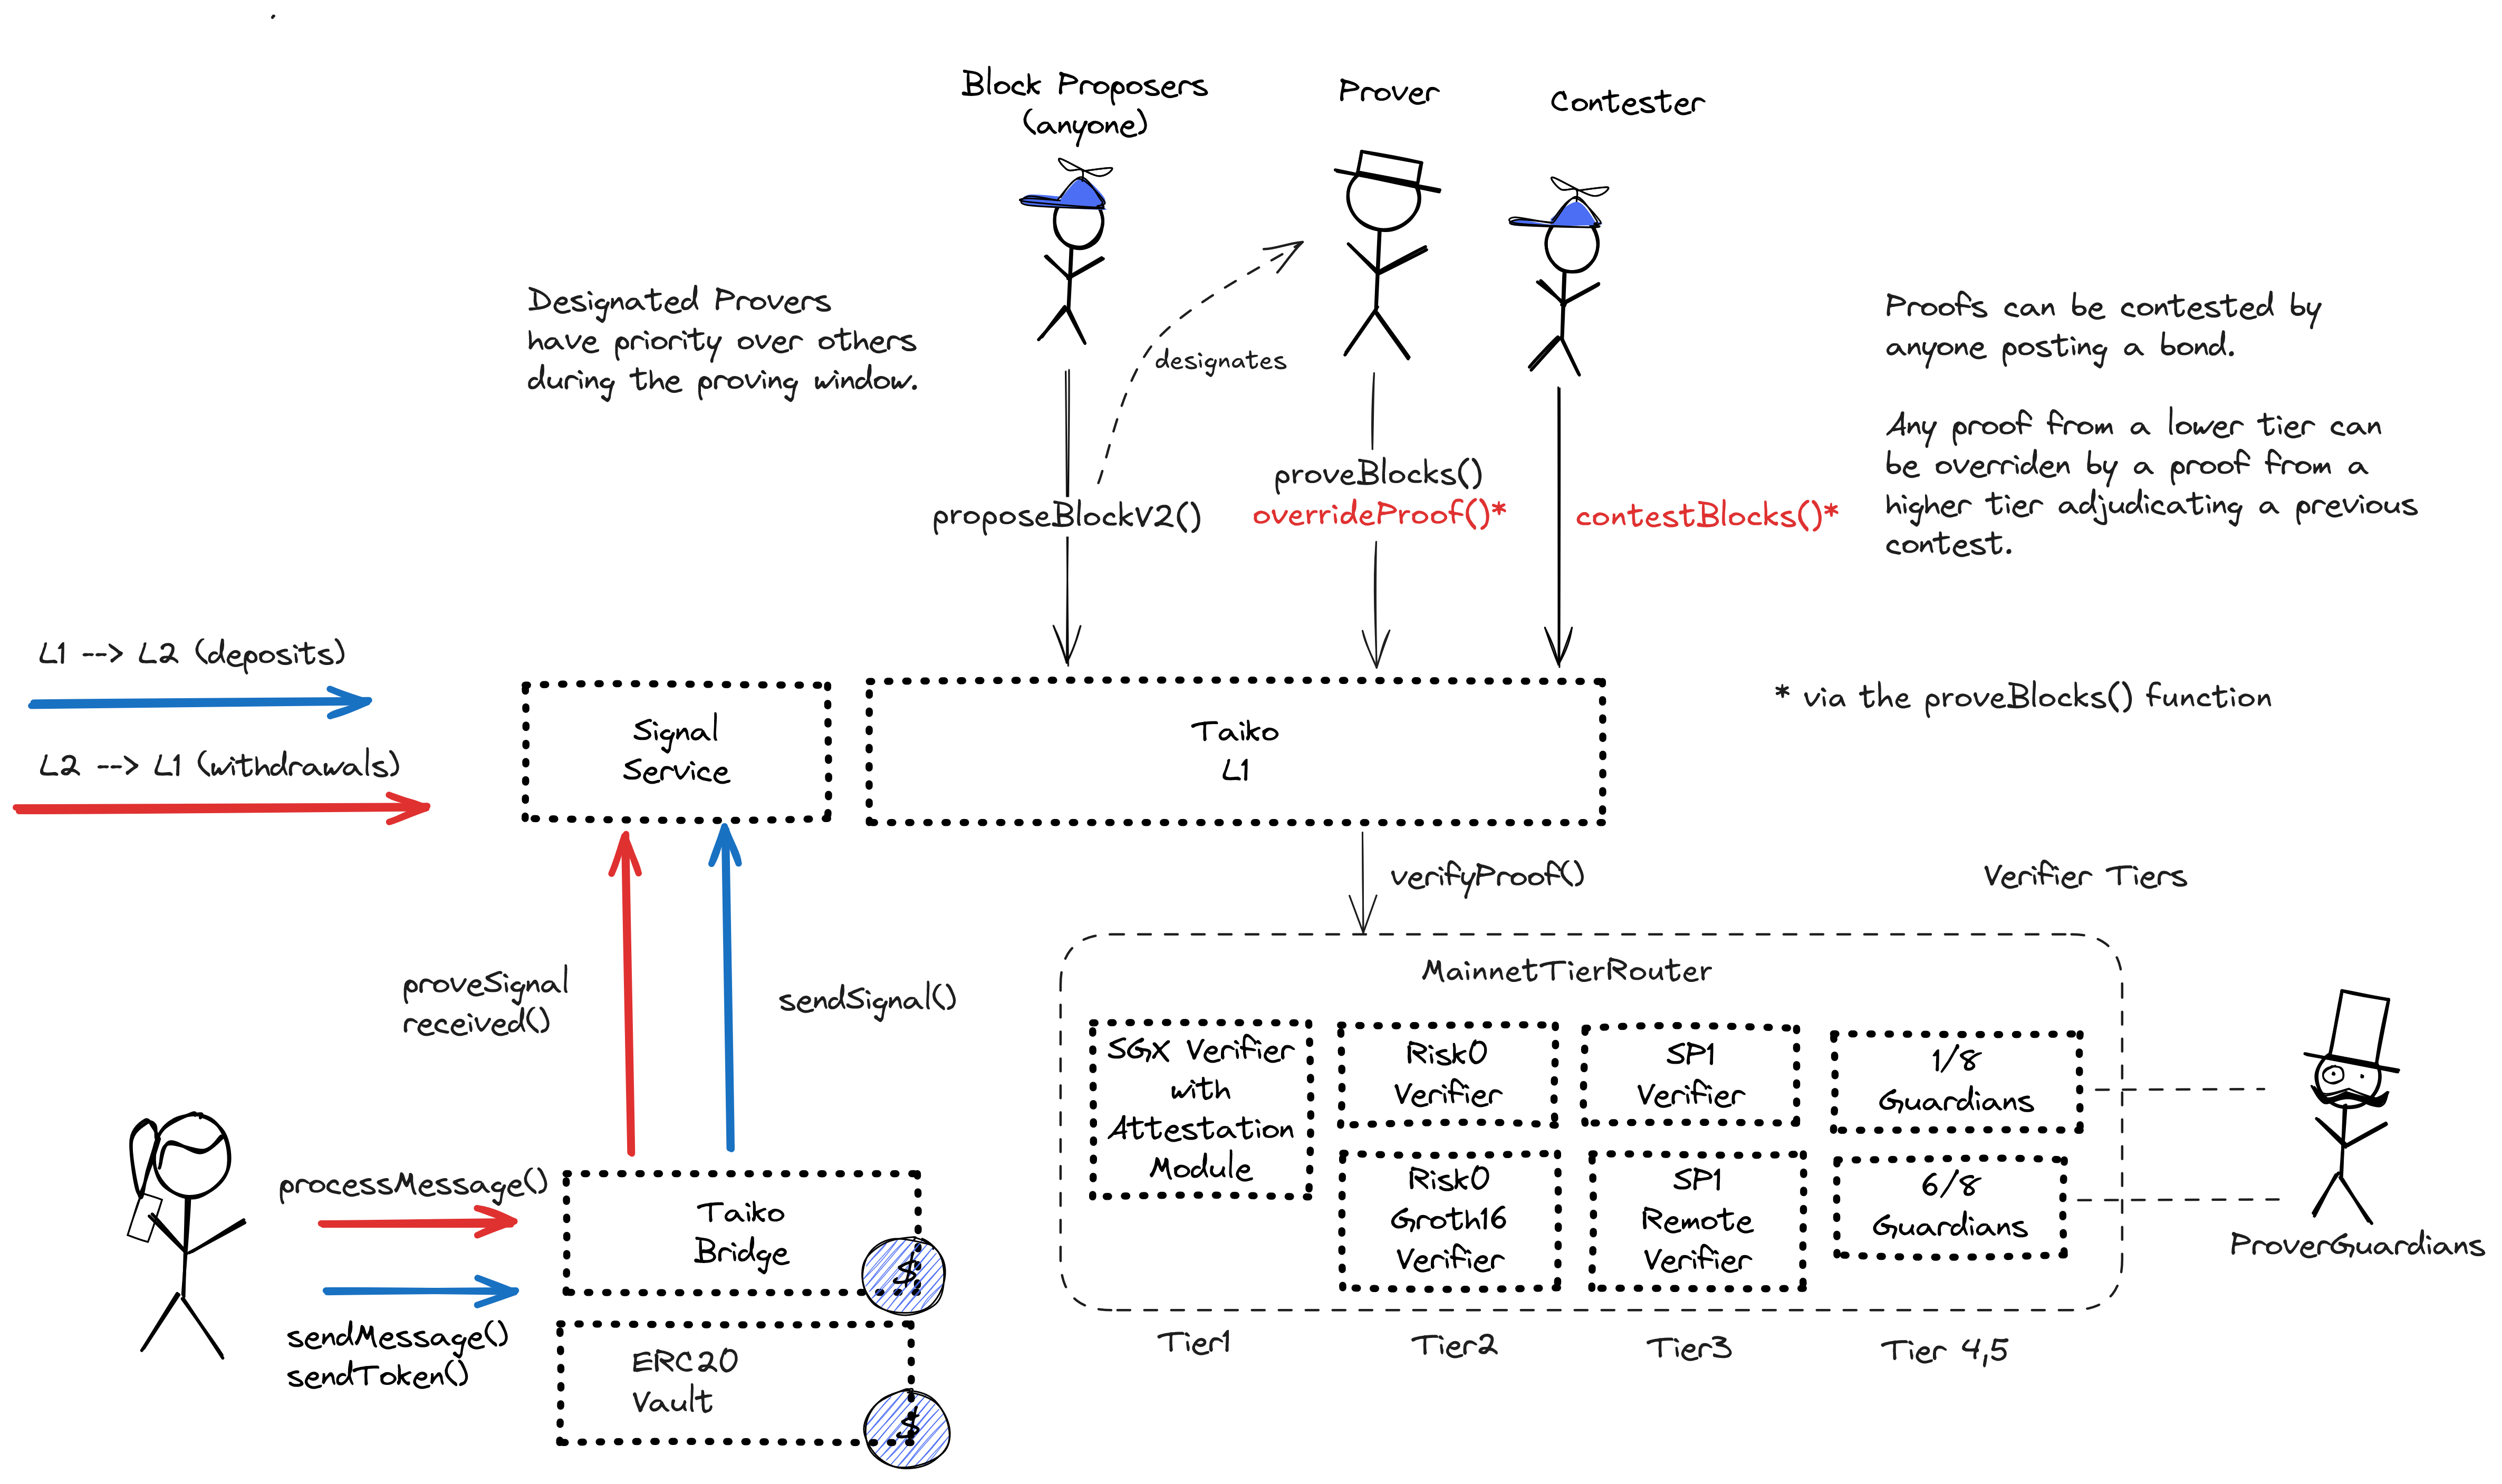 Block Proposers
(anyone)
Prover
Contester
Designated Provers
have priority over others
during the proving window.
designates
Proofs can be contested by
anyone posting a bond.
Any proof from a lower tier can
be overriden by a proof from a
higher tier adjudicating a previous
contest.
proposeBlockV2()
proveBlocks()
overrideProof()*
contestBlocks()*
L1 --> L2 (deposits)
L2 --> L1 (withdrawals)
Signal
Service
Taiko
L1
* via the proveBlocks() function
verifyProof()
Verifier Tiers
proveSignal
received()
sendSignal()
MainnetTierRouter
SGX Verifier
with
Attestation
Module
Risk0
Verifier
SP1
Verifier
1/8
Guardians
Risk0
Groth16
Verifier
SP1
Remote
Verifier
6/8
Guardians
ProverGuardians
processMessage()
Taiko
Bridge
$
sendMessage()
sendToken()
ERC20
Vault
$
Tier1
Tier2
Tier3
Tier 4,5